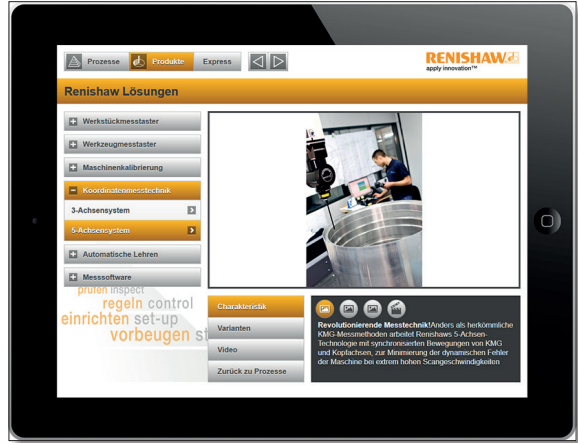 Prozesse
Produkte
Express
RENISHAW
apply innovation™
Renishaw Lösungen
Werkstückmesstaster
Werkzeugmesstaster
Maschinenkalibrierung
Koordinatenmesstechnik
3-Achsensystem
5-Achsensystem
Automatische Lehren
Messsoftware
prüfen inspect
regeln control
einrichten set-up
vorbeugen st
Charakteristik
Varianten
Video
Zurück zu Prozesse
Revolutionierende Messtechnik!Anders als herkömmliche
KMG-Messmethoden arbeitet Renishaws 5-Achsen-
Technologie mit synchronisierten Bewegungen von KMG
und Kopfachsen, zur Minimierung der dynamischen Fehler
der Maschine bei extrem hohen Scangeschwindigkeiten